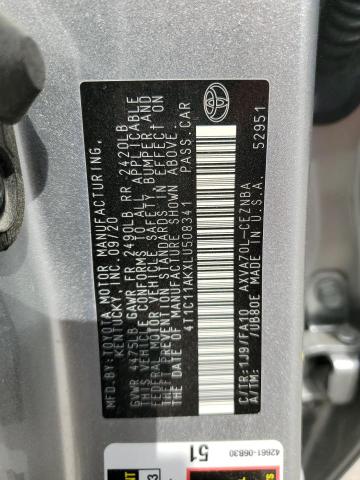 MFD.BY:TOYOTA MOTOR MANUFACTURING,
KENTUCKY, INC. 09/20
GVWR 4475LB GAWR FR 2490LB RR 2420LB
THIS VEHICLE CONFORMS TO ALL APPLICABLE
FEDERAL MOTOR VEHICLE SAFETY, BUMPER AND
THEFT PREVENTION STANDARDS IN EFFECT ON
THE DATE OF MANUFACTURE SHOWN ABOVE.
4T1C11AKXLU508341 PASS.CAR
C/TR: 1J9/FA10 AXVA70L-CEZNBA
A/TM: /UB80E MADE IN U.S.A.
52951
42661-06830
51